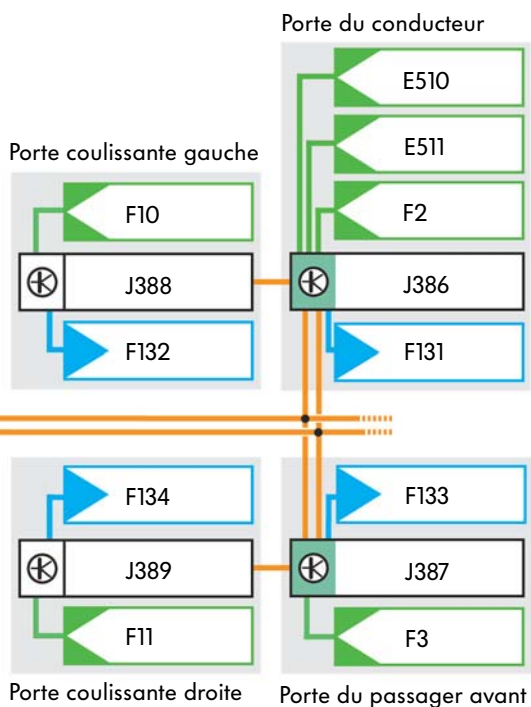 Porte du conducteur
E510
E511
F2
J386
F131
Porte coulissante gauche
F10
J388
F132
F134
J389
F11
Porte coulissante droite
F133
J387
F3
Porte du passager avant